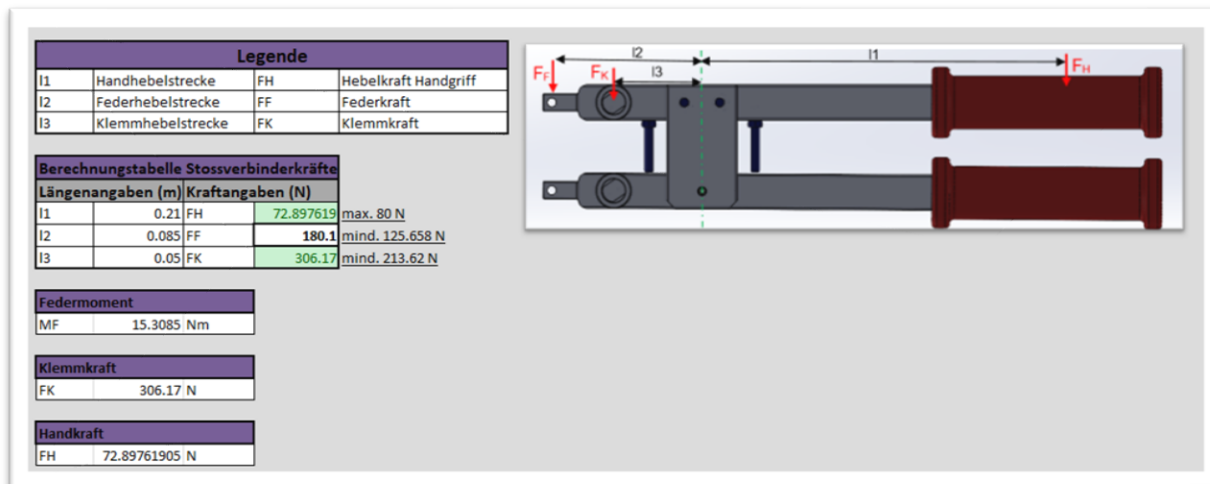 Legende
l1 Handhebelstrecke FH Hebelkraft Handgriff
l2 Federhebelstrecke FF Federkraft
l3 Klemmhebelstrecke FK Klemmkraft
l2 l1
FF FK l3 FH
Berechnungstabelle Stossverbinderkräfte
Längenangaben (m) Kraftangaben (N)
l1 0.21 FH 72.897619 max. 80 N
l2 0.085 FF 180.1 mind. 125.658 N
l3 0.05 FK 306.17 mind. 213.62 N
Federmoment
MF 15.3085 Nm
Klemmkraft
FK 306.17 N
Handkraft
FH 72.89761905 N